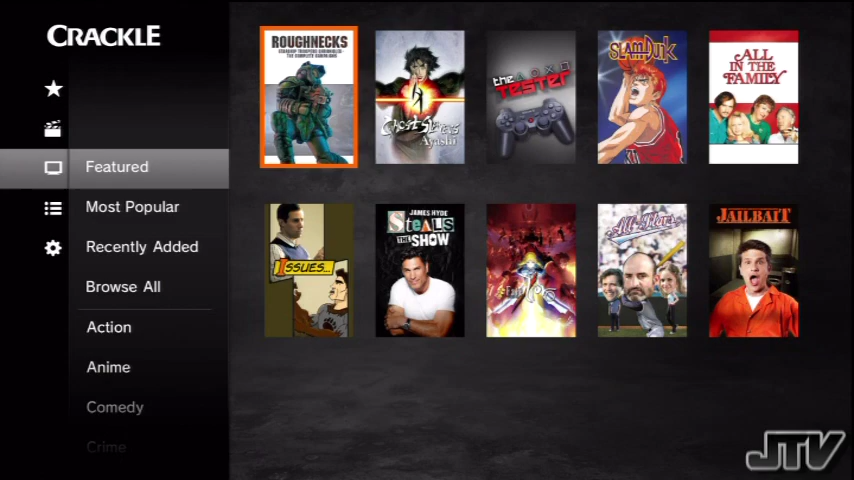 CRACKLE
Featured
Most Popular
Recently Added
Browse All
Action
Anime
Comedy
Crime
ROUGHNECKS
STARSHIP TROOPERS CHRONICLES
THE COMPLETE CAMPAIGNS
Ghost Slayers
Ayashi
the
TESTER
SLAM DUNK
ALL
IN THE
FAMILY
ISSUES...
JAMES HYDE
STEALS
THE SHOW
All-Stars
JAILBAIT
JTV